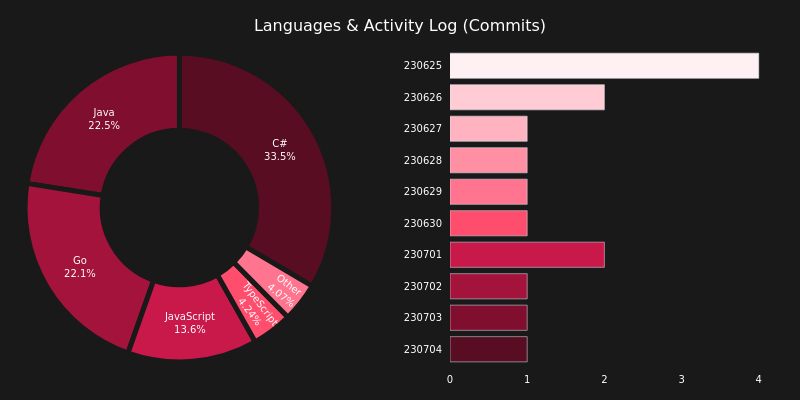 Languages & Activity Log (Commits)
C#
33.5%
Java
22.5%
Go
22.1%
JavaScript
13.6%
TypeScript
4.24%
Other
4.07%
230625
230626
230627
230628
230629
230630
230701
230702
230703
230704
0 1 2 3 4